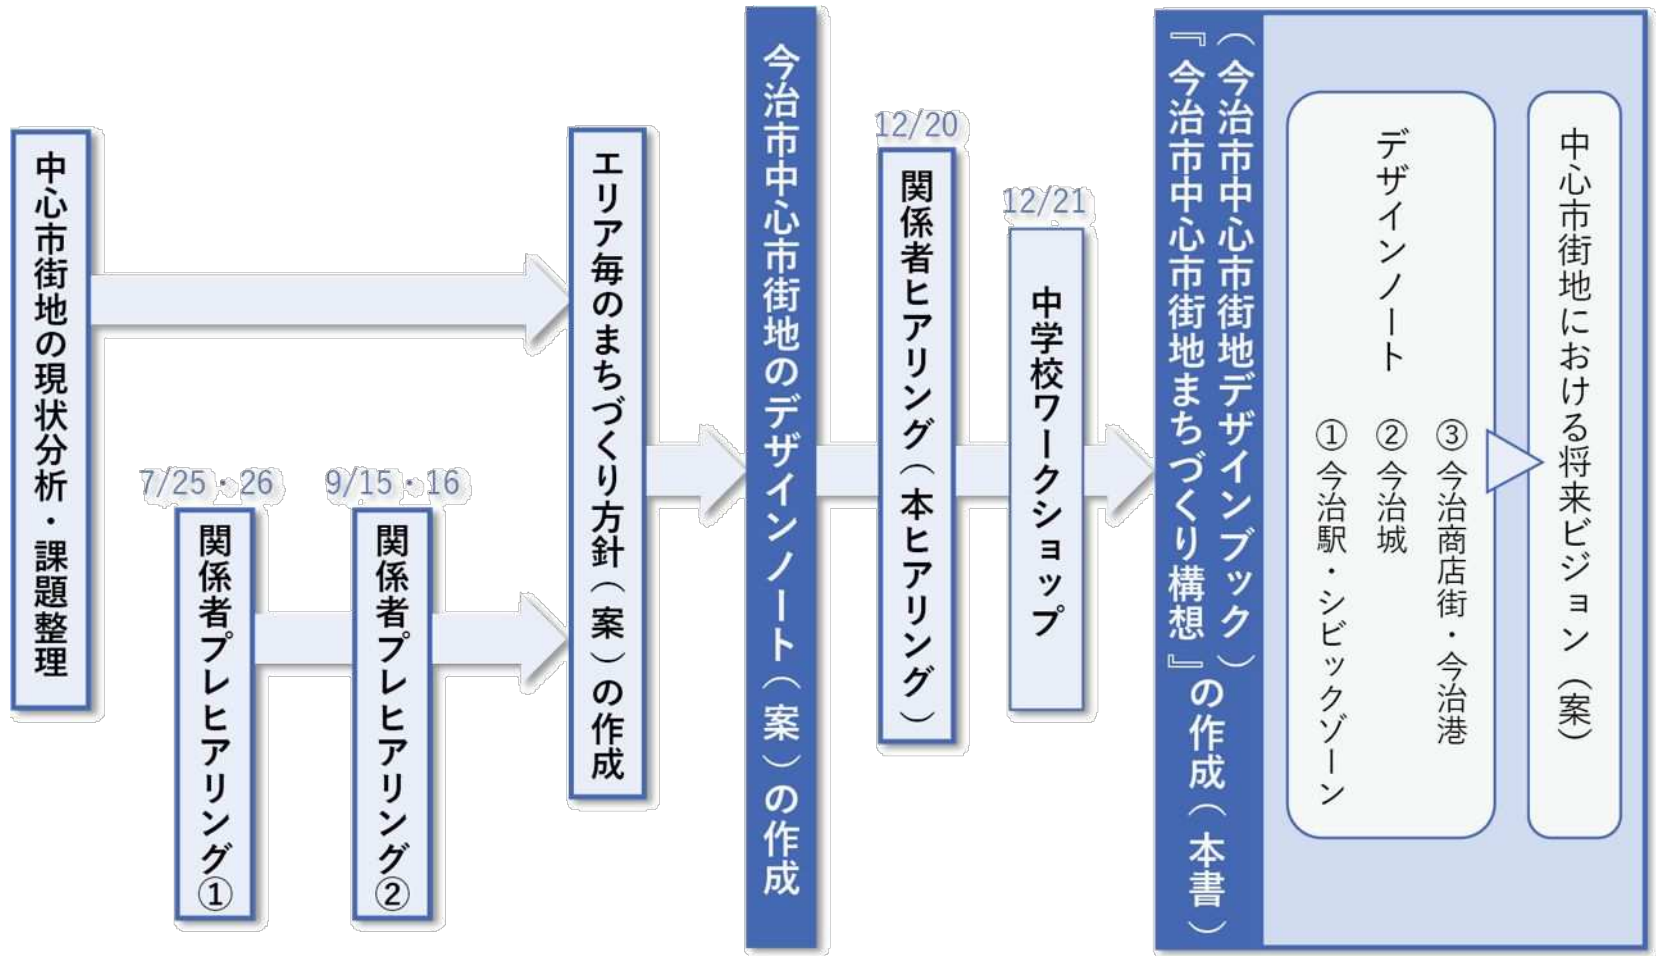 中心市街地の現状分析・課題整理
7/25・26
関係者プレヒアリング①
9/15・16
関係者プレヒアリング②
エリア毎のまちづくり方針（案）の作成
今治市中心市街地のデザインノート（案）の作成
12/20
関係者ヒアリング（本ヒアリング）
12/21
中学校ワークショップ
（今治市中心市街地デザインブック）
『今治市中心市街地まちづくり構想』の作成（本書）
デザインノート
①今治駅・シビックゾーン
②今治城
③今治商店街・今治港
中心市街地における将来ビジョン（案）